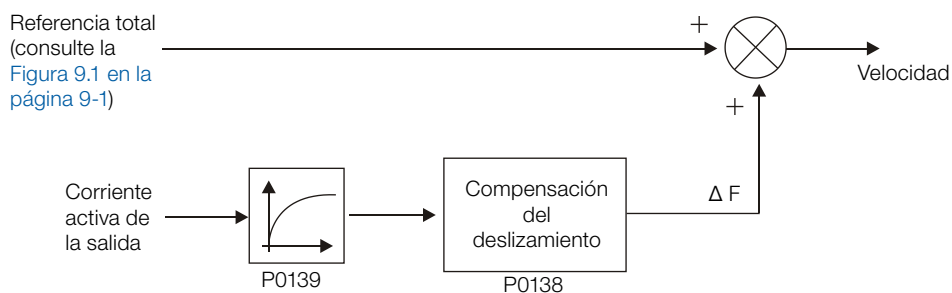 Referencia total
(consulte la
Figura 9.1 en la
página 9-1)
+
Velocidad
+
Corriente
activa de
la salida
P0139
Compensación
del
deslizamiento
P0138
Δ F